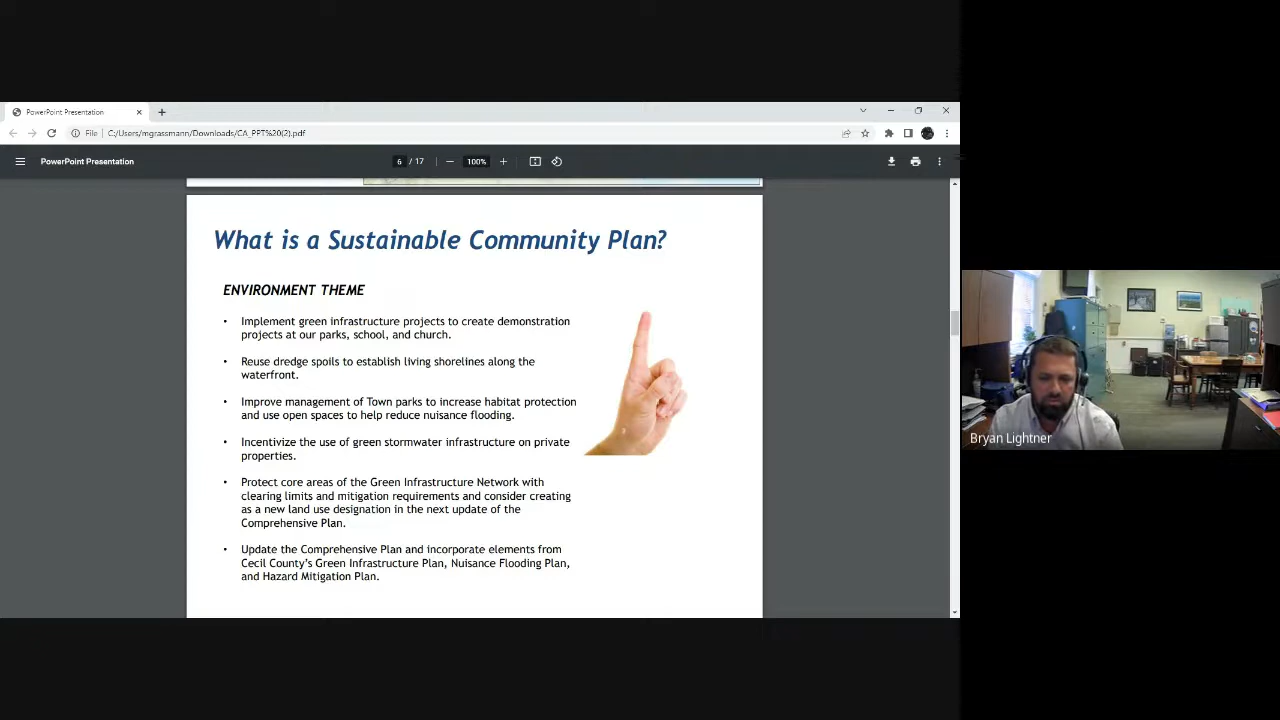 PowerPoint Presentation
File
C:/Users/mgrassmann/Downloads/CA_PPT%20(2).pdf
PowerPoint Presentation
6 / 17
100%
What is a Sustainable Community Plan?
ENVIRONMENT THEME
• Implement green infrastructure projects to create demonstration
projects at our parks, school, and church.
• Reuse dredge spoils to establish living shorelines along the
waterfront.
• Improve management of Town parks to increase habitat protection
and use open spaces to help reduce nuisance flooding.
• Incentivize the use of green stormwater infrastructure on private
properties.
• Protect core areas of the Green Infrastructure Network with
clearing limits and mitigation requirements and consider creating
as a new land use designation in the next update of the
Comprehensive Plan.
• Update the Comprehensive Plan and incorporate elements from
Cecil County's Green Infrastructure Plan, Nuisance Flooding Plan,
and Hazard Mitigation Plan.
Bryan Lightner